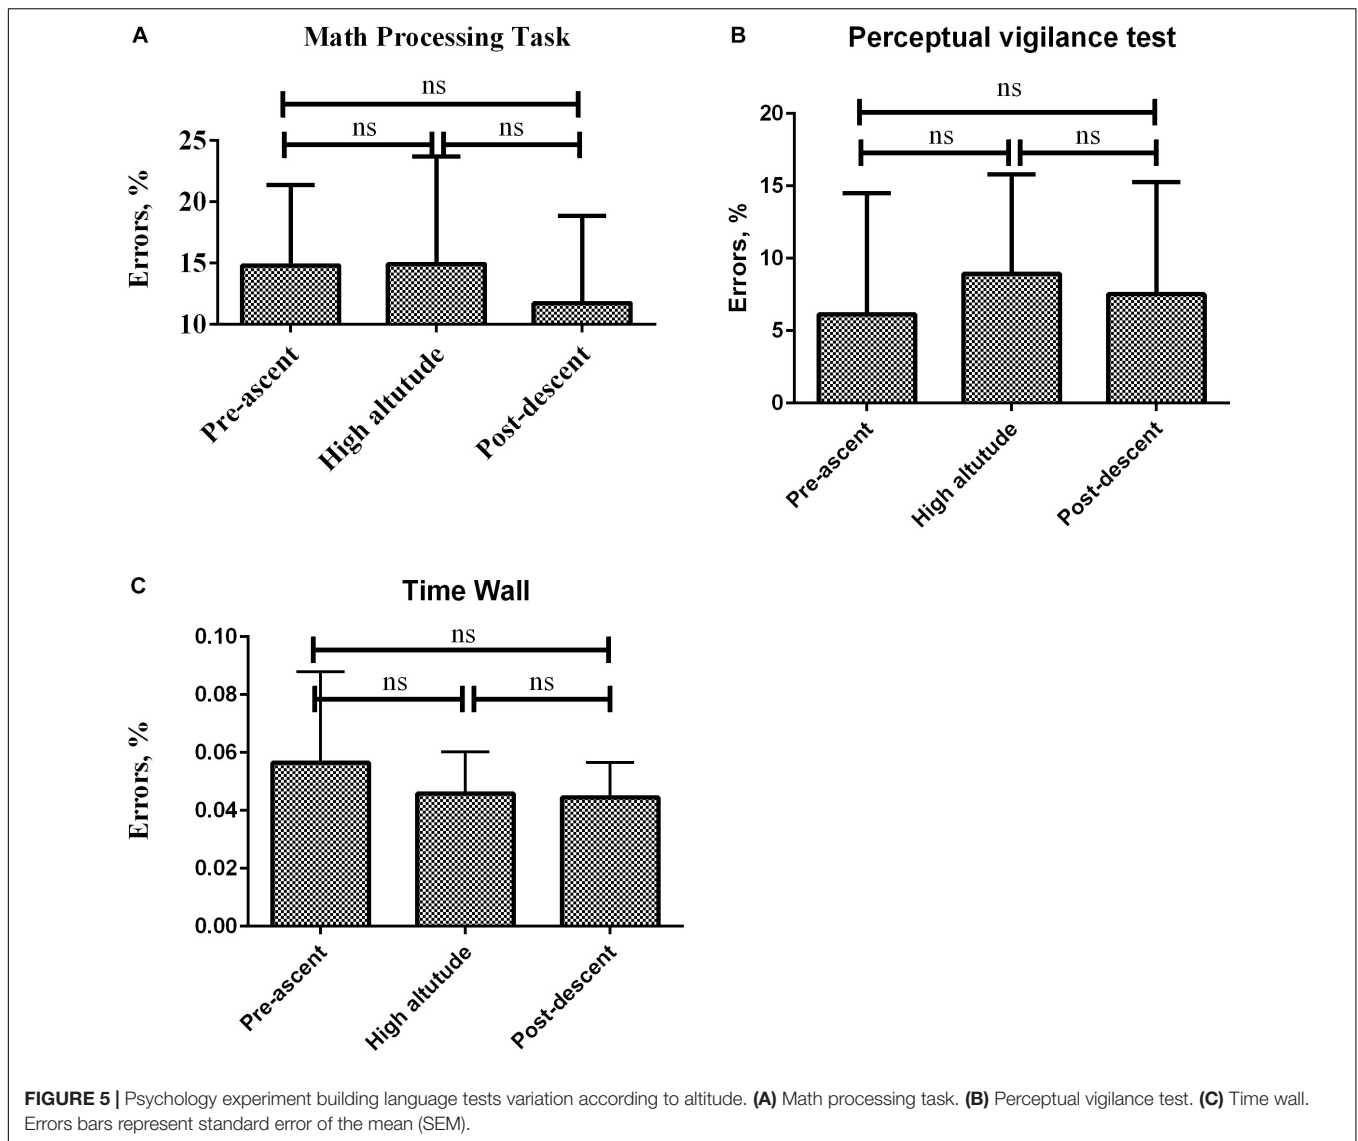 A
Math Processing Task
ns
ns
ns
25
20
15
10
Errors, %
Pre-ascent
High altutude
Post-descent
B
Perceptual vigilance test
ns
ns
ns
20
15
10
5
0
Errors, %
Pre-ascent
High altutude
Post-descent
C
Time Wall
ns
ns
ns
0.10
0.08
0.06
0.04
0.02
0.00
Errors, %
Pre-ascent
High altutude
Post-descent
FIGURE 5 | Psychology experiment building language tests variation according to altitude. (A) Math processing task. (B) Perceptual vigilance test. (C) Time wall.
Errors bars represent standard error of the mean (SEM).